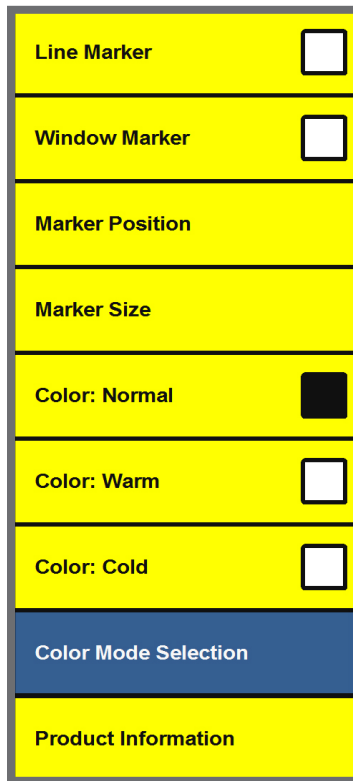 Line Marker
Window Marker
Marker Position
Marker Size
Color: Normal
Color: Warm
Color: Cold
Color Mode Selection
Product Information